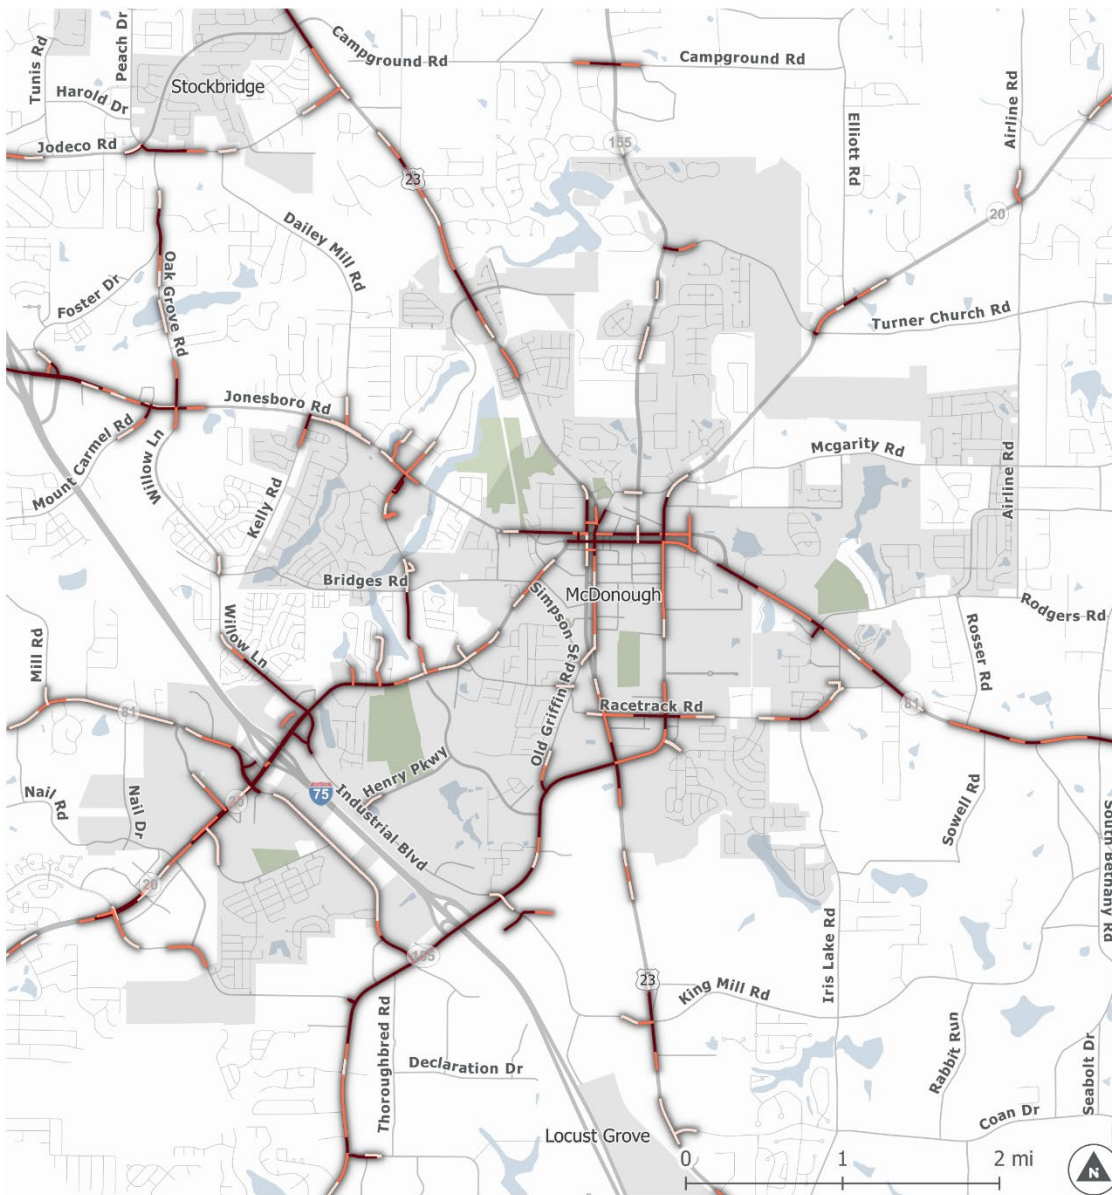 Tunis Rd
Peach Dr
Campground Rd
Campground Rd
Stockbridge
Harold Dr
Jodeco Rd
155
Elliott Rd
Airline Rd
23
20
Dailey Mill Rd
Oak Grove Rd
Foster Dr
Turner Church Rd
Jonesboro Rd
Mount Carmel Rd
Willow Ln
Kelly Rd
Mcgarity Rd
Airline Rd
Bridges Rd
McDonough
Simpson St
Rodgers Rd
Rosser Rd
Willow Ln
Mill Rd
81
Old Griffin Rd
Racetrack Rd
81
Henry Pkwy
75
Industrial Blvd
20
Nail Rd
Nail Dr
Sowell Rd
South Bethany Rd
20
155
23
King Mill Rd
Iris Lake Rd
Thoroughbred Rd
Declaration Dr
Rabbit Run
Seabolt Dr
Coan Dr
Locust Grove
0 1 2 mi
N